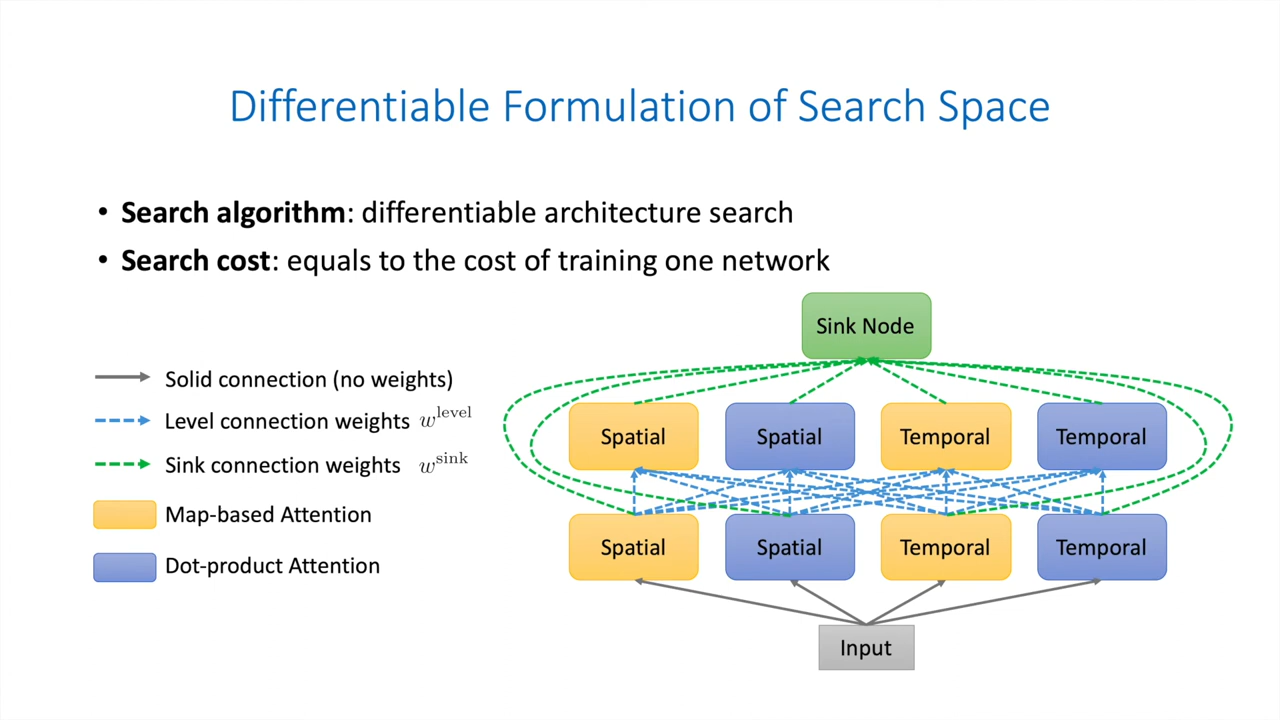 Differentiable Formulation of Search Space
• Search algorithm: differentiable architecture search
• Search cost: equals to the cost of training one network
Sink Node
Solid connection (no weights)
Level connection weights w^level
Sink connection weights w^sink
Map-based Attention
Dot-product Attention
Spatial Spatial Temporal Temporal
Spatial Spatial Temporal Temporal
Input